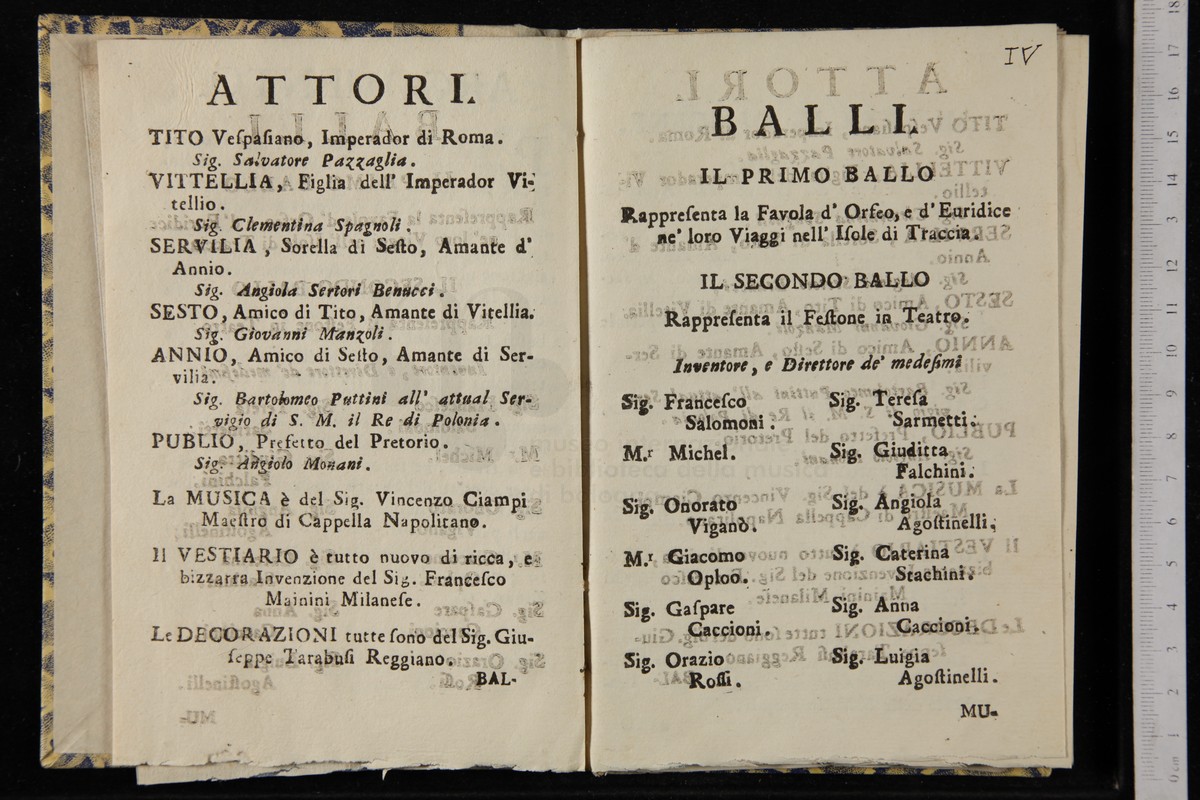 ATTORI.
TITO Veſpaſiano, Imperador di Roma.
Sig. Salvatore Pazzaglia.
VITTELLIA, Figlia dell' Imperador Vi-
tellio.
Sig. Clementina Spagnoli.
SERVILIA, Sorella di Seſto, Amante d'
Annio.
Sig. Angiola Sertori Benucci.
SESTO, Amico di Tito, Amante di Vitellia.
Sig. Giovanni Manzoli.
ANNIO, Amico di Seſto, Amante di Ser-
vilia.
Sig. Bartolomeo Puttini all' attual Ser-
vigio di S. M. il Re di Polonia.
PUBLIO, Prefetto del Pretorio.
Sig. Angiolo Monani.
La MUSICA è del Sig. Vincenzo Ciampi
Maeſtro di Cappella Napolitano.
Il VESTIARIO è tutto nuovo di ricca, e
bizzarra Invenzione del Sig. Franceſco
Mainini Milaneſe.
Le DECORAZIONI tutte ſono del Sig. Giu-
ſeppe Tarabuſi Reggiano.
BAL-
IV
BALLI.
IL PRIMO BALLO
Rappreſenta la Favola d' Orfeo, e d'Euridice
ne' loro Viaggi nell' Iſole di Traccia.
IL SECONDO BALLO
Rappreſenta il Feſtone in Teatro.
Inventore, e Direttore de' medeſimi
Sig. Franceſco Sig. Tereſa
Salomoni. Sarmetti.
M.r Michel. Sig. Giuditta
Falchini.
Sig. Onorato Sig. Angiola
Viganò. Agoſtinelli.
M.r Giacomo Sig. Caterina
Oploo. Stachini.
Sig. Gaſpare Sig. Anna
Caccioni. Caccioni.
Sig. Orazio Sig. Luigia
Roſſi. Agoſtinelli.
MU-